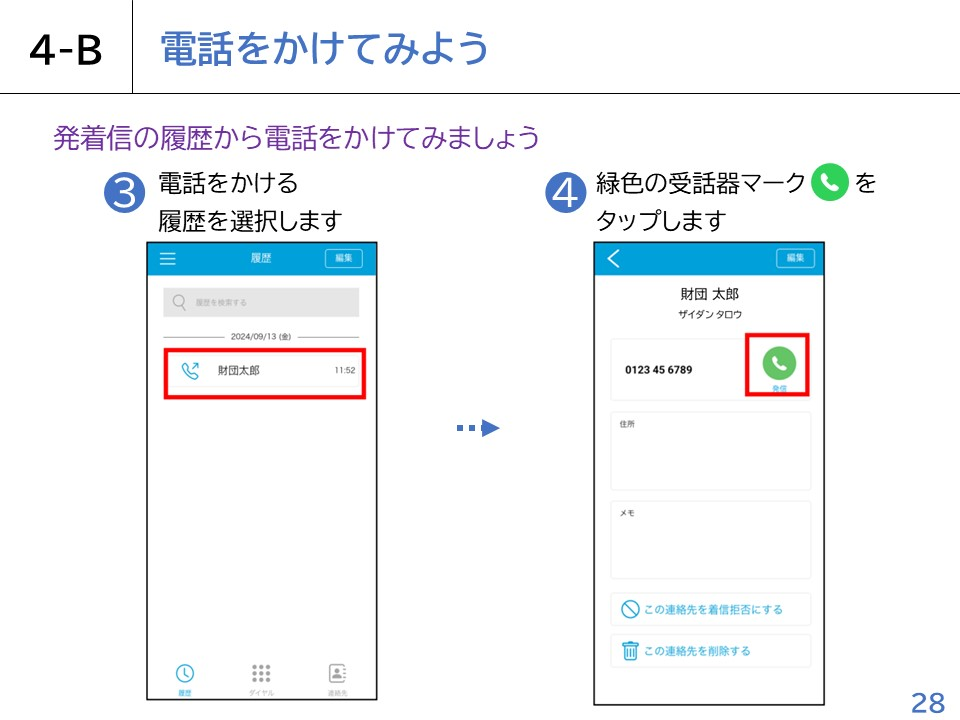 4-B
電話をかけてみよう
発着信の履歴から電話をかけてみましょう
3 電話をかける
履歴を選択します
履歴
編集
履歴を検索する
2024/09/13 (金)
財団太郎 11:52
履歴 ダイヤル 連絡先
4 緑色の受話器マーク を
タップします
編集
財団 太郎
ザイダン タロウ
0123 45 6789
発信
住所
メモ
この連絡先を着信拒否にする
この連絡先を削除する
28